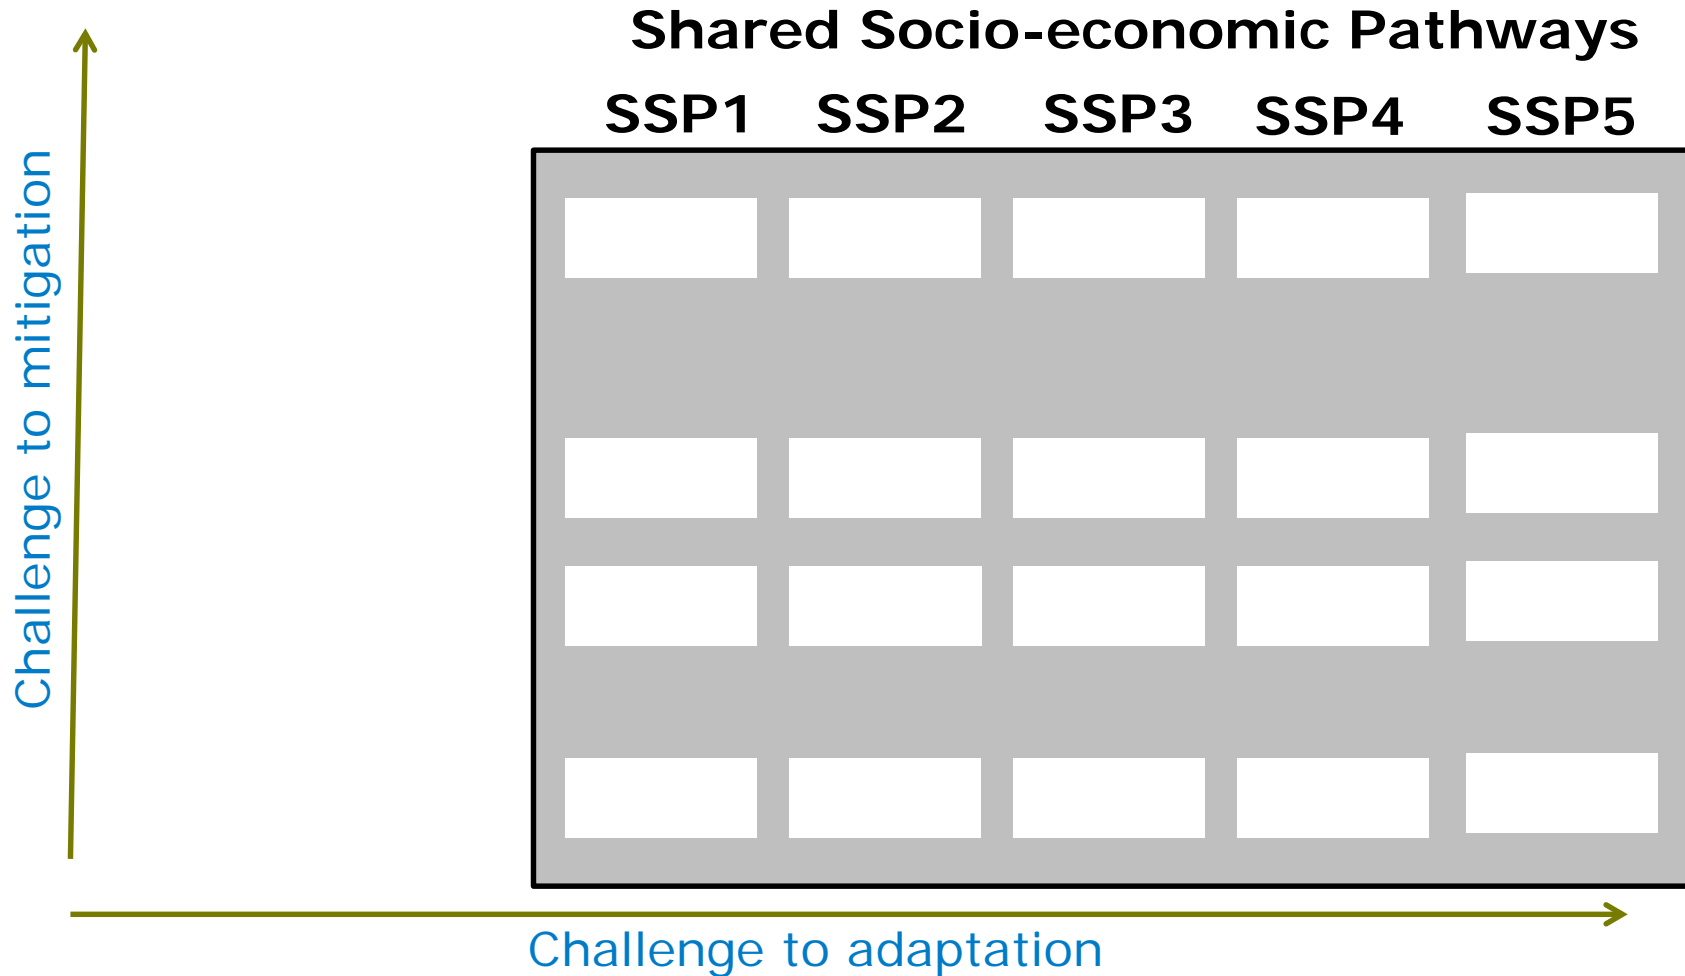 Shared Socio-economic Pathways
SSP1 SSP2 SSP3 SSP4 SSP5
Challenge to mitigation
Challenge to adaptation